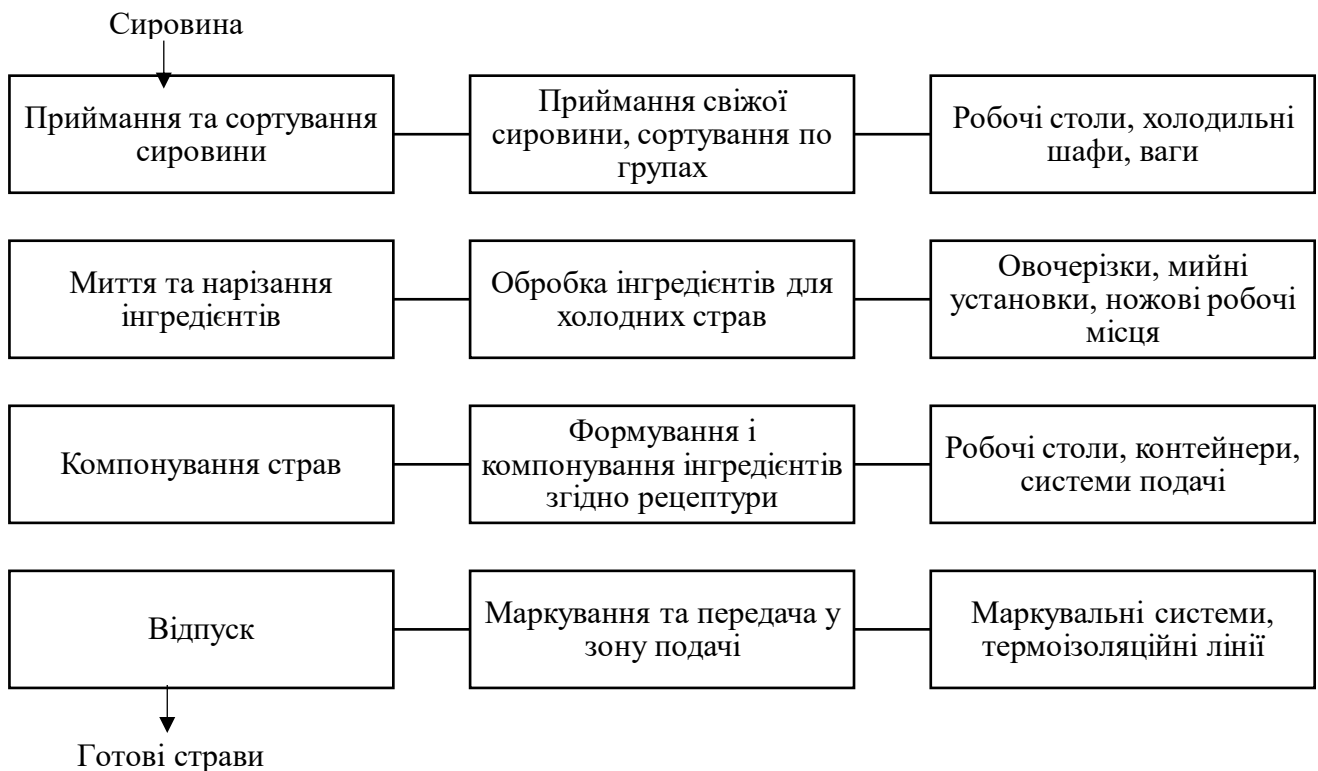 Сировина
Приймання та сортування
сировини
Приймання свіжої
сировини, сортування по
групах
Робочі столи, холодильні
шафи, ваги
Миття та нарізання
інгредієнтів
Обробка інгредієнтів для
холодних страв
Овочерізки, мийні
установки, ножові робочі
місця
Компонування страв
Формування і
компонування інгредієнтів
згідно рецептури
Робочі столи, контейнери,
системи подачі
Відпуск
Маркування та передача у
зону подачі
Маркувальні системи,
термоізоляційні лінії
Готові страви